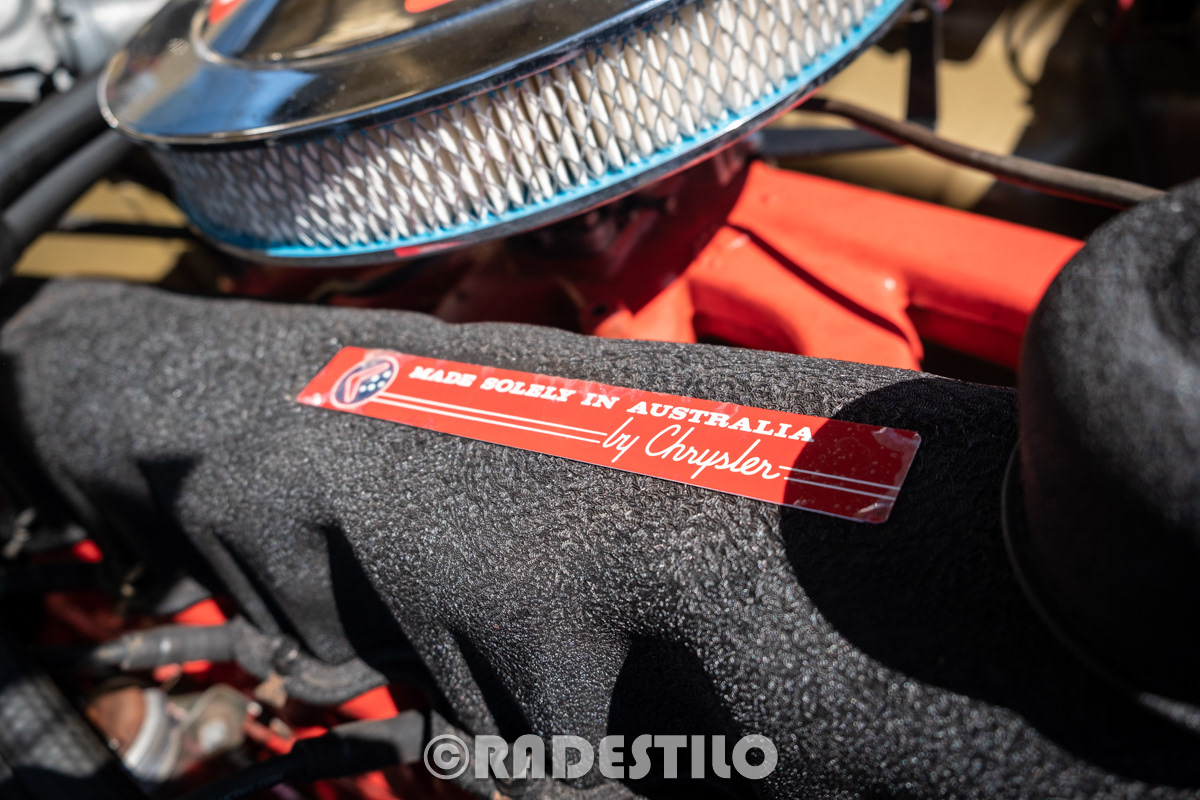 MADE SOLELY IN AUSTRALIA
by Chrysler
©RADESTILO